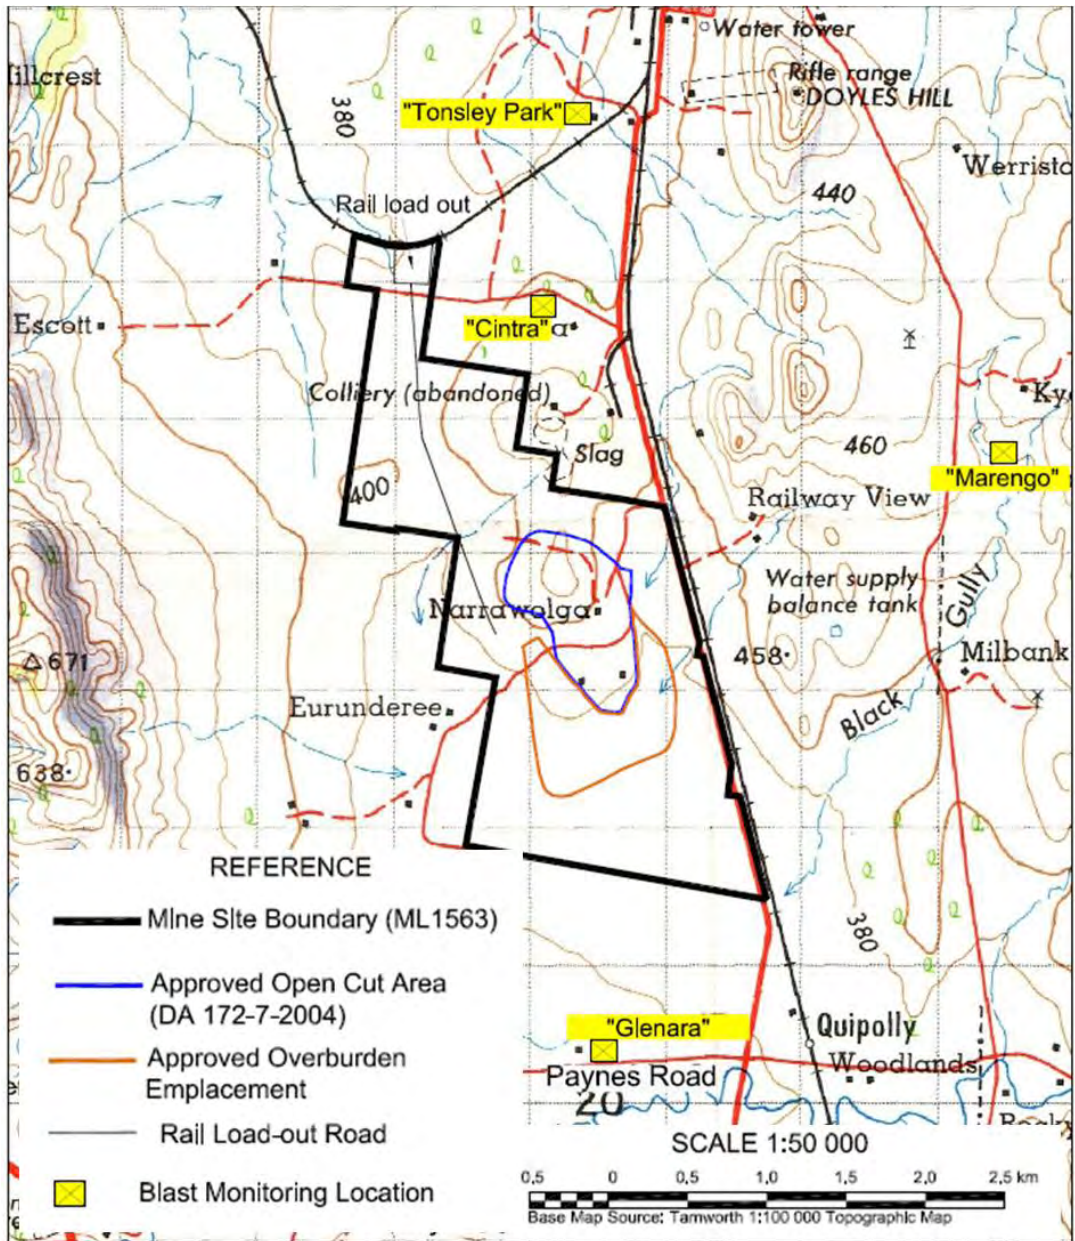 Water tower
Rifle range
DOYLES HILL
illcrest
380
"Tonsley Park"
Werristo
440
Rail load out
Escott
"Cintra"a
Colliery (abandoned)
Ky
460
Slag
"Marengo"
400
Railway View
Water supply
balance tank
Gully
Narrawolga
671
458
Milbank
Eurunderee
Black
638
REFERENCE
Mine Site Boundary (ML1563)
380
Approved Open Cut Area
(DA 172-7-2004)
"Glenara"
Quipolly
Approved Overburden
Emplacement
Woodlands
Paynes Road
20
Rail Load-out Road
SCALE 1:50 000
0,5 0 0,5 1,0 1,5 2,0 2,5 km
Blast Monitoring Location
Base Map Source: Tamworth 1:100 000 Topographic Map